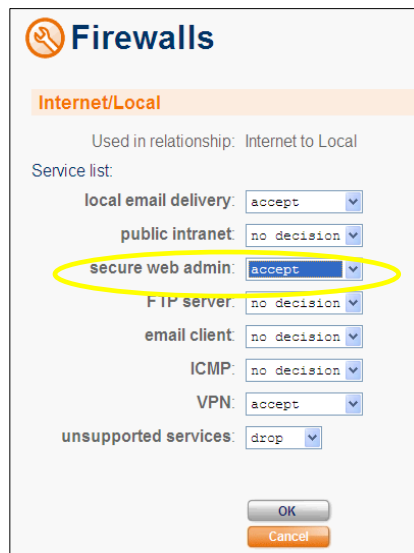 Firewalls
Internet/Local
Used in relationship: Internet to Local
Service list:
local email delivery: accept
public intranet: no decision
secure web admin: accept
FTP server: no decision
email client: no decision
ICMP: no decision
VPN: accept
unsupported services: drop
OK
Cancel